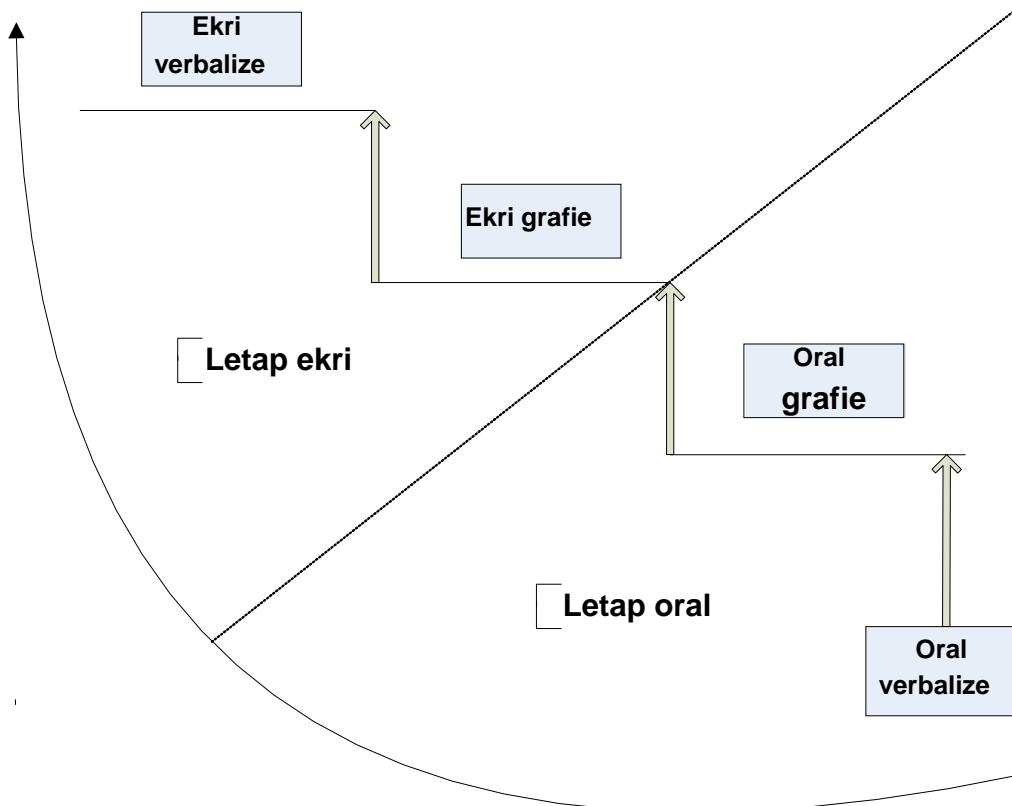 Ekri
verbalize
Ekri grafie
Letap ekri
Oral
grafie
Letap oral
Oral
verbalize